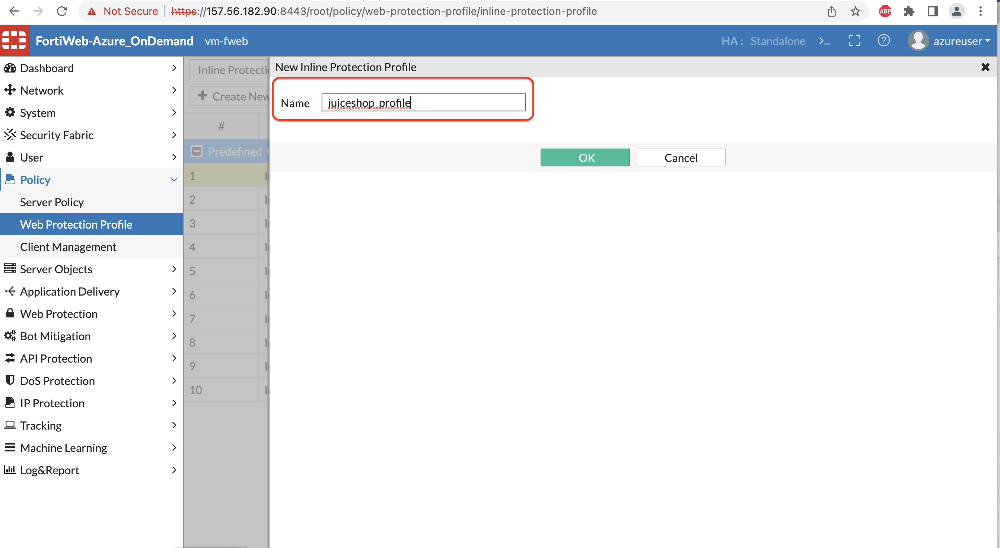 Not Secure https://157.56.182.90:8443/root/policy/web-protection-profile/inline-protection-profile ABP
FortiWeb-Azure_OnDemand vm-fweb HA: Standalone >_ ? azureuser
Dashboard
Network
System
Security Fabric
User
Policy
Server Policy
Web Protection Profile
Client Management
Server Objects
Application Delivery
Web Protection
Bot Mitigation
API Protection
DoS Protection
IP Protection
Tracking
Machine Learning
Log&Report
Inline Protecti
+ Create New
#
Predefined
1
2
3
4
5
6
7
8
9
10
New Inline Protection Profile
Name juiceshop_profile
OK Cancel